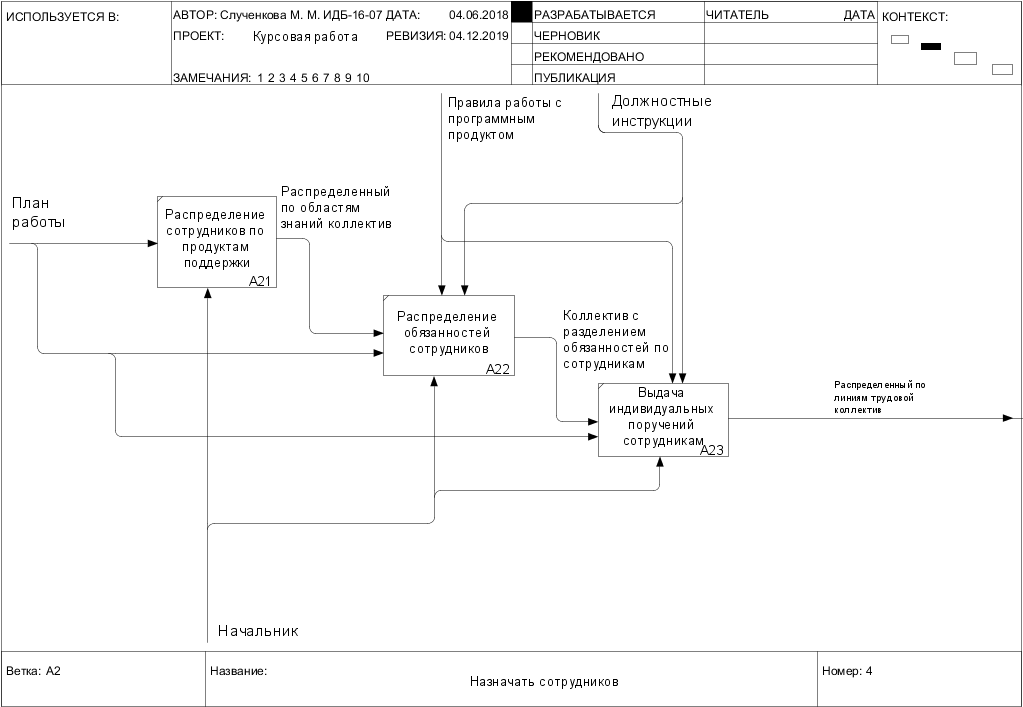 ИСПОЛЬЗУЕТСЯ В:
АВТОР: Слученкова М. М. ИДБ-16-07 ДАТА: 04.06.2018
ПРОЕКТ: Курсовая работа РЕВИЗИЯ: 04.12.2019
ЗАМЕЧАНИЯ: 1 2 3 4 5 6 7 8 9 10
РАЗРАБАТЫВАЕТСЯ
ЧЕРНОВИК
РЕКОМЕНДОВАНО
ПУБЛИКАЦИЯ
ЧИТАТЕЛЬ ДАТА
КОНТЕКСТ:
Правила работы с
программным
продуктом
Должностные
инструкции
План
работы
Распределение
сотрудников по
продуктам
поддержки
A21
Распределенный
по областям
знаний коллектив
Распределение
обязанностей
сотрудников
A22
Коллектив с
разделением
обязанностей по
сотрудникам
Выдача
индивидуальных
поручений
сотрудникам
A23
Распределенный по
линиям трудовой
коллектив
Начальник
Ветка: A2
Название:
Назначать сотрудников
Номер: 4